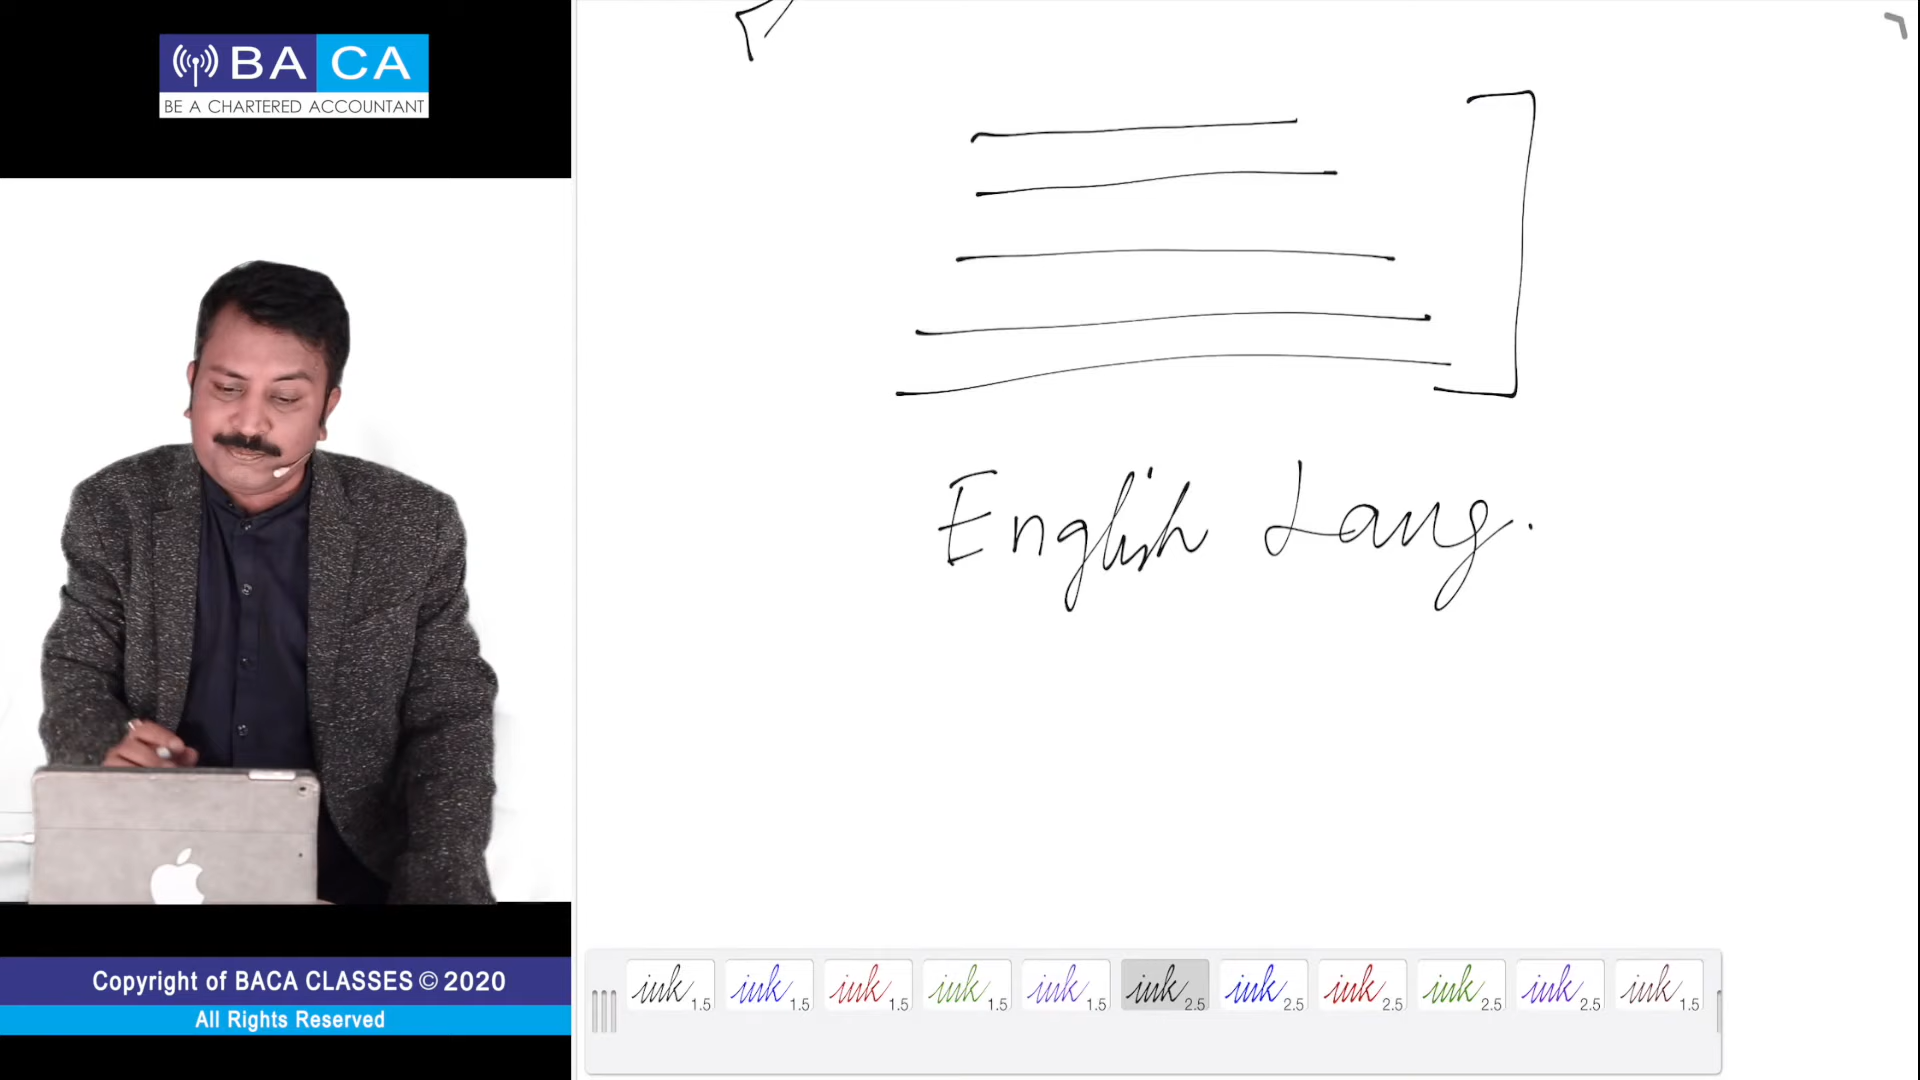 BA CA
BE A CHARTERED ACCOUNTANT
English Lang.
ink 1.5 ink 1.5 ink 1.5 ink 1.5 ink 1.5 ink 2.5 ink 2.5 ink 2.5 ink 2.5 ink 2.5 ink 1.5
Copyright of BACA CLASSES © 2020
All Rights Reserved